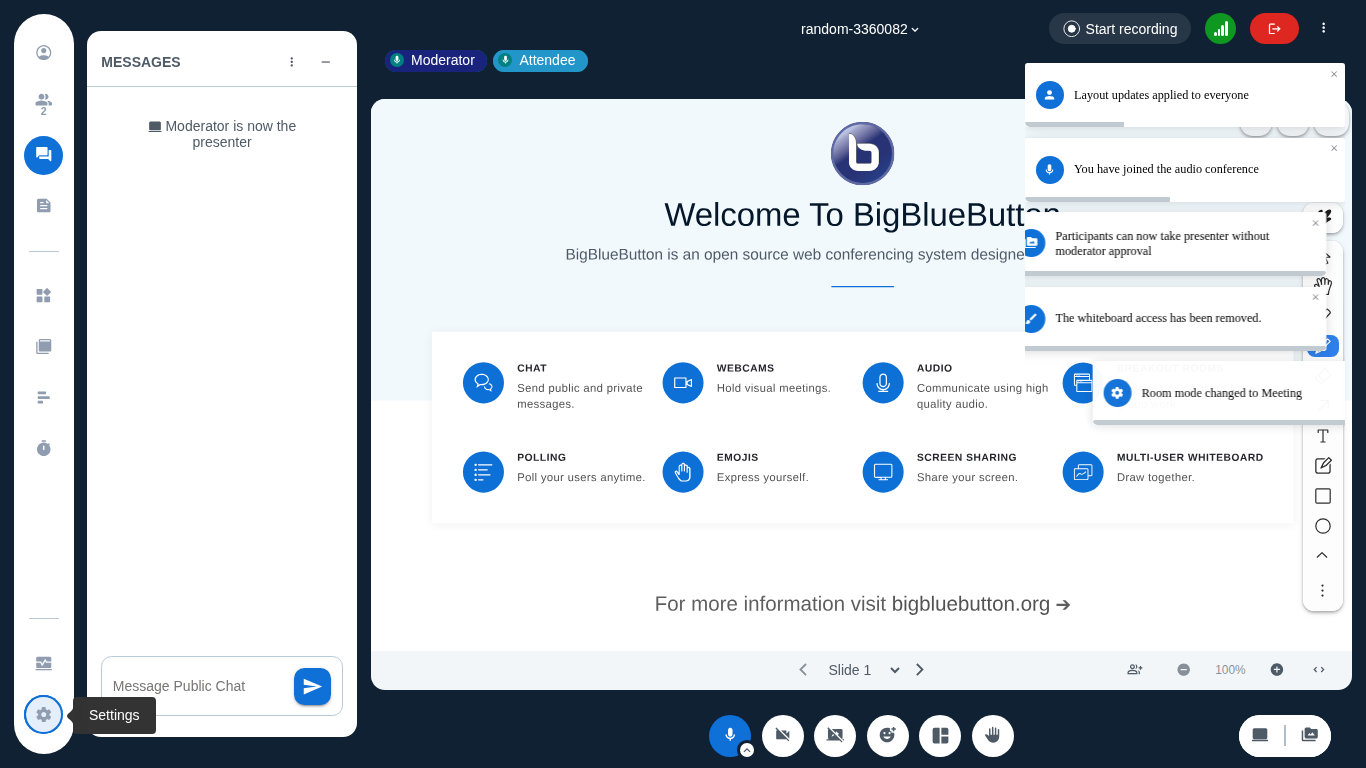 random-3360082
Start recording
MESSAGES
Moderator
Attendee
2
Moderator is now the
presenter
Layout updates applied to everyone
You have joined the audio conference
Participants can now take presenter without
moderator approval
The whiteboard access has been removed.
Room mode changed to Meeting
Welcome To BigBlueButton
BigBlueButton is an open source web conferencing system designe
CHAT
Send public and private
messages.
WEBCAMS
Hold visual meetings.
AUDIO
Communicate using high
quality audio.
POLLING
Poll your users anytime.
EMOJIS
Express yourself.
SCREEN SHARING
Share your screen.
MULTI-USER WHITEBOARD
Draw together.
For more information visit bigbluebutton.org ➔
Message Public Chat
Settings
Slide 1
100%